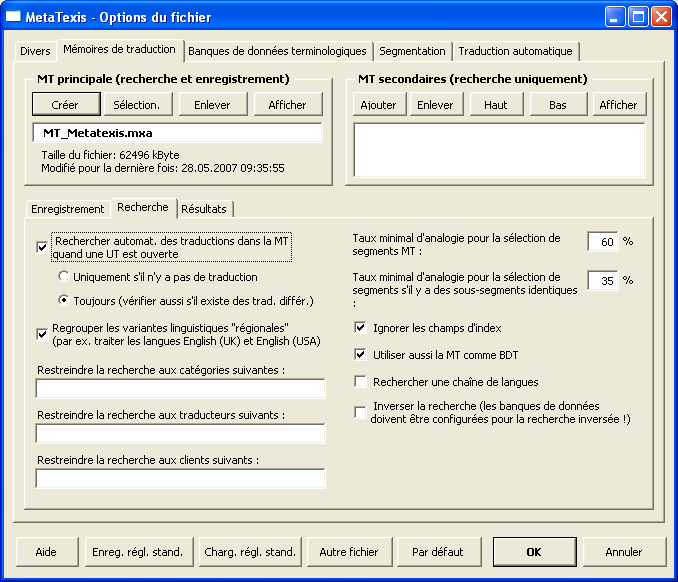 MetaTexis - Options du fichier
Divers
Mémoires de traduction
Banques de données terminologiques
Segmentation
Traduction automatique
MT principale (recherche et enregistrement)
Créer
Sélection.
Enlever
Afficher
MT_Metatexis.mxa
Taille du fichier: 62496 kByte
Modifié pour la dernière fois: 28.05.2007 09:35:55
MT secondaires (recherche uniquement)
Ajouter
Enlever
Haut
Bas
Afficher
Enregistrement
Recherche
Résultats
Rechercher automat. des traductions dans la MT
quand une UT est ouverte
Uniquement s'il n'y a pas de traduction
Toujours (vérifier aussi s'il existe des trad. différ.)
Regrouper les variantes linguistiques "régionales"
(par ex. traiter les langues English (UK) et English (USA)
Restreindre la recherche aux catégories suivantes :
Restreindre la recherche aux traducteurs suivants :
Restreindre la recherche aux clients suivants :
Taux minimal d'analogie pour la sélection de
segments MT :
60 %
Taux minimal d'analogie pour la sélection de
segments s'il y a des sous-segments identiques
:
35 %
Ignorer les champs d'index
Utiliser aussi la MT comme BDT
Rechercher une chaîne de langues
Inverser la recherche (les banques de données
doivent être configurées pour la recherche inversée !)
Aide
Enreg. régl. stand.
Charg. régl. stand.
Autre fichier
Par défaut
OK
Annuler